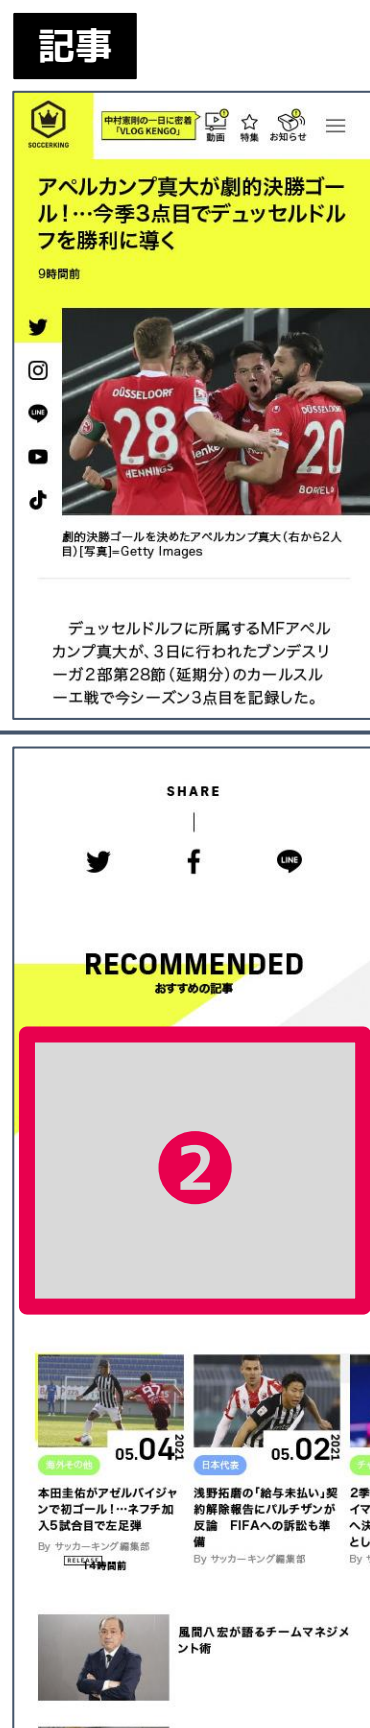 記事
SOCCERKING
中村憲剛の一日に密着
「VLOG KENGO」
動画
特集
お知らせ
アペルカンプ真大が劇的決勝ゴー
ル！…今季3点目でデュッセルドル
フを勝利に導く
9時間前
DÜSSELDORF
28
HENNINGS
DÜSSELDORF
20
劇的決勝ゴールを決めたアペルカンプ真大（右から2人
目）[写真]=Getty Images
デュッセルドルフに所属するMFアペル
カンプ真大が、3日に行われたブンデスリ
ーガ2部第28節（延期分）のカールスル
ーエ戦で今シーズン3点目を記録した。
SHARE
LINE
RECOMMENDED
おすすめの記事
2
97
05.04 2021
海外その他
本田圭佑がアゼルバイジャ
ンで初ゴール！…ネフチ加
入5試合目で左足弾
By サッカーキング編集部
RELEASE
14時間前
05.02 2021
日本代表
浅野拓磨の「給与未払い」契
約解除報告にパルチザンが
反論　FIFAへの訴訟も準
備
By サッカーキング編集部
チ
2季
イマ
へ決
とし
By サ
風間八宏が語るチームマネジメ
ント術